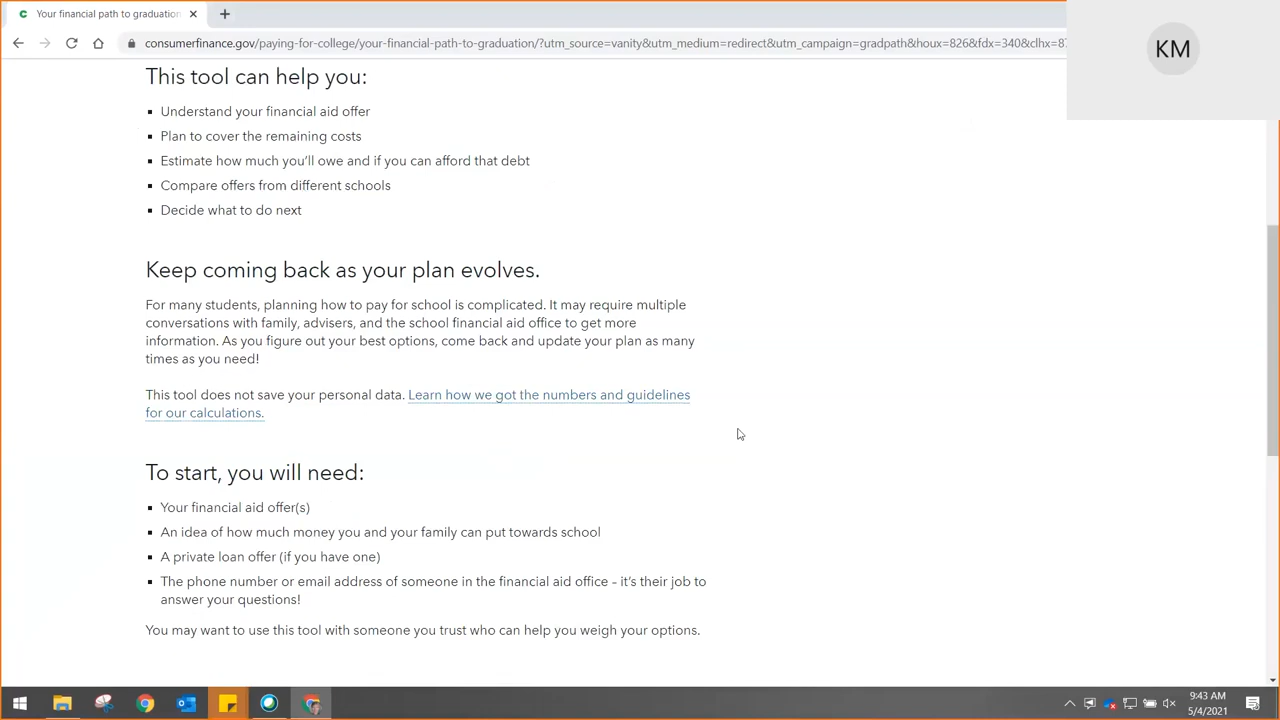 Your financial path to graduation
KM
consumerfinance.gov/paying-for-college/your-financial-path-to-graduation/?utm_source=vanity&utm_medium=redirect&utm_campaign=gradpath&houx=826&fdx=340&clhx=87
This tool can help you:
Understand your financial aid offer
Plan to cover the remaining costs
Estimate how much you'll owe and if you can afford that debt
Compare offers from different schools
Decide what to do next
Keep coming back as your plan evolves.
For many students, planning how to pay for school is complicated. It may require multiple
conversations with family, advisers, and the school financial aid office to get more
information. As you figure out your best options, come back and update your plan as many
times as you need!
This tool does not save your personal data. Learn how we got the numbers and guidelines
for our calculations.
To start, you will need:
Your financial aid offer(s)
An idea of how much money you and your family can put towards school
A private loan offer (if you have one)
The phone number or email address of someone in the financial aid office – it's their job to
answer your questions!
You may want to use this tool with someone you trust who can help you weigh your options.
9:43 AM
5/4/2021